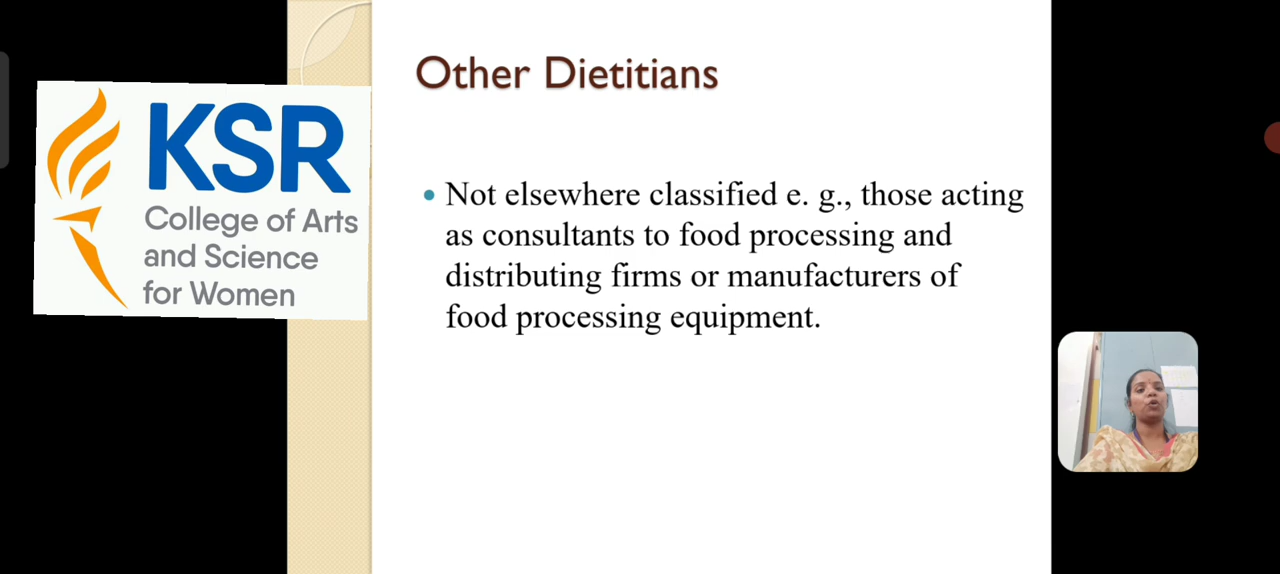 Other Dietitians
KSR
College of Arts
and Science
for Women
Not elsewhere classified e. g., those acting
as consultants to food processing and
distributing firms or manufacturers of
food processing equipment.